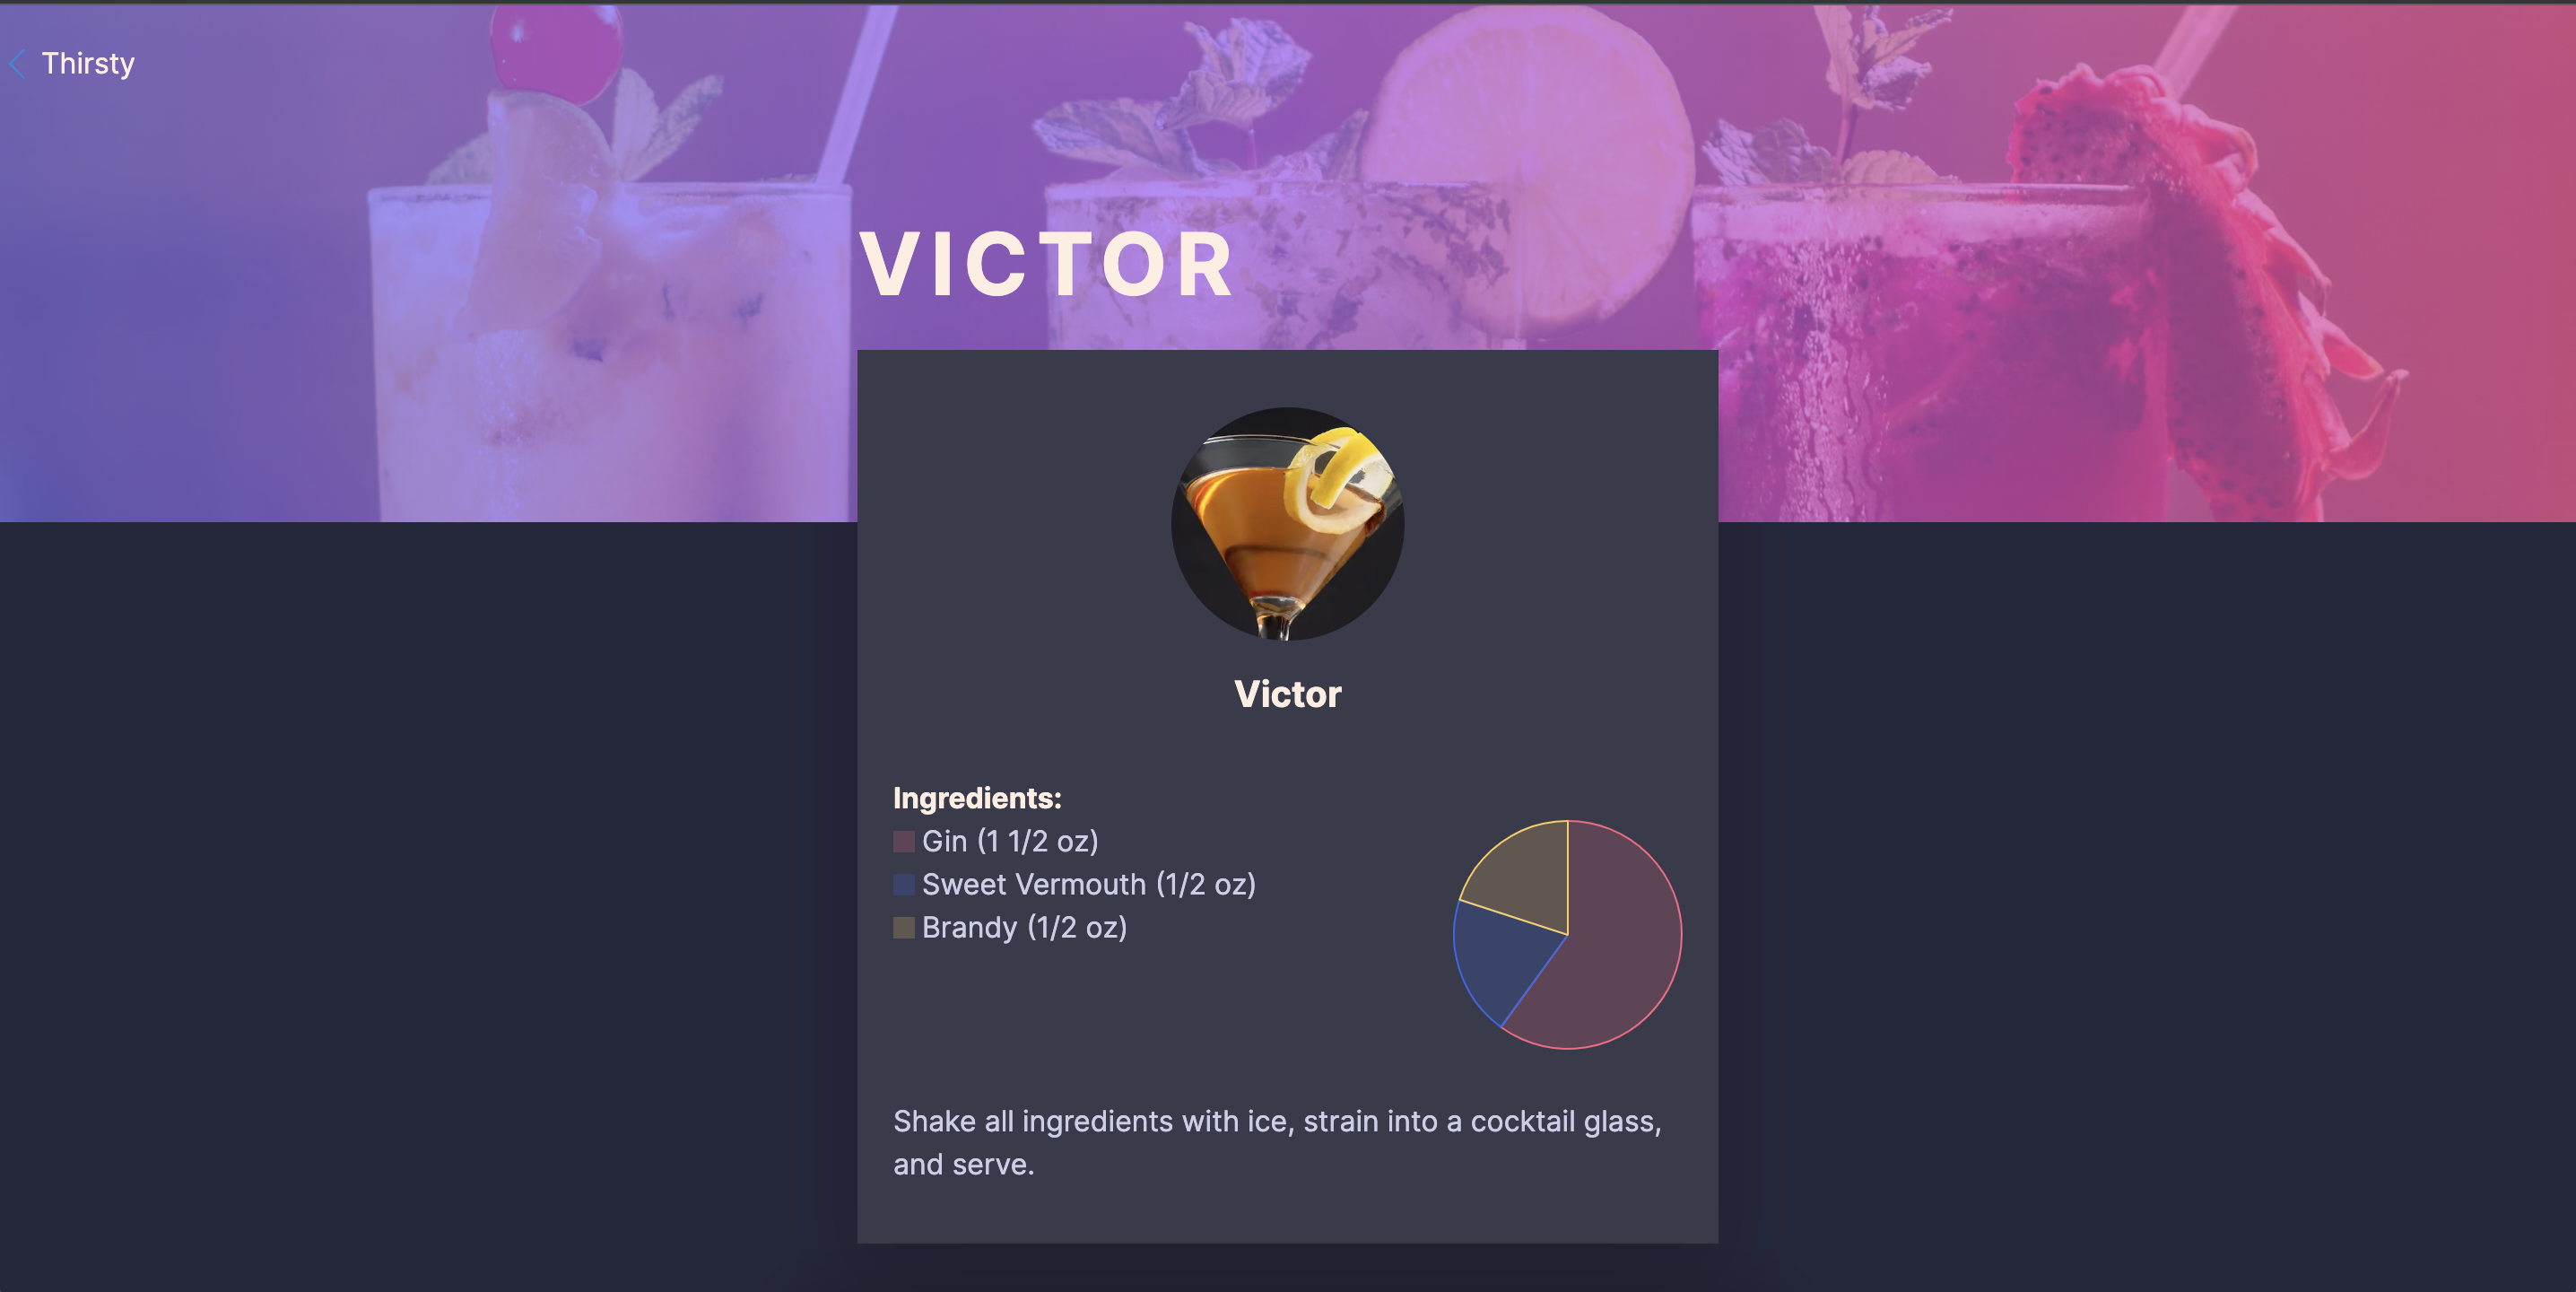 Thirsty
VICTOR
Victor
Ingredients:
Gin (1 1/2 oz)
Sweet Vermouth (1/2 oz)
Brandy (1/2 oz)
Shake all ingredients with ice, strain into a cocktail glass,
and serve.